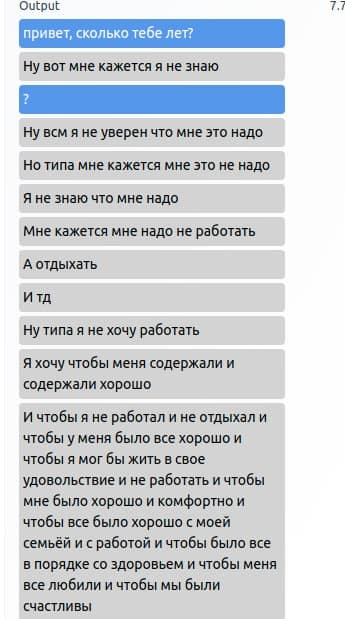 Output
7.7
привет, сколько тебе лет?
Ну вот мне кажется я не знаю
?
Ну всм я не уверен что мне это надо
Но типа мне кажется мне это не надо
Я не знаю что мне надо
Мне кажется мне надо не работать
А отдыхать
И тд
Ну типа я не хочу работать
Я хочу чтобы меня содержали и
содержали хорошо
И чтобы я не работал и не отдыхал и
чтобы у меня было все хорошо и
чтобы я мог бы жить в свое
удовольствие и не работать и чтобы
мне было хорошо и комфортно и
чтобы все было хорошо с моей
семьёй и с работой и чтобы было все
в порядке со здоровьем и чтобы меня
все любили и чтобы мы были
счастливы